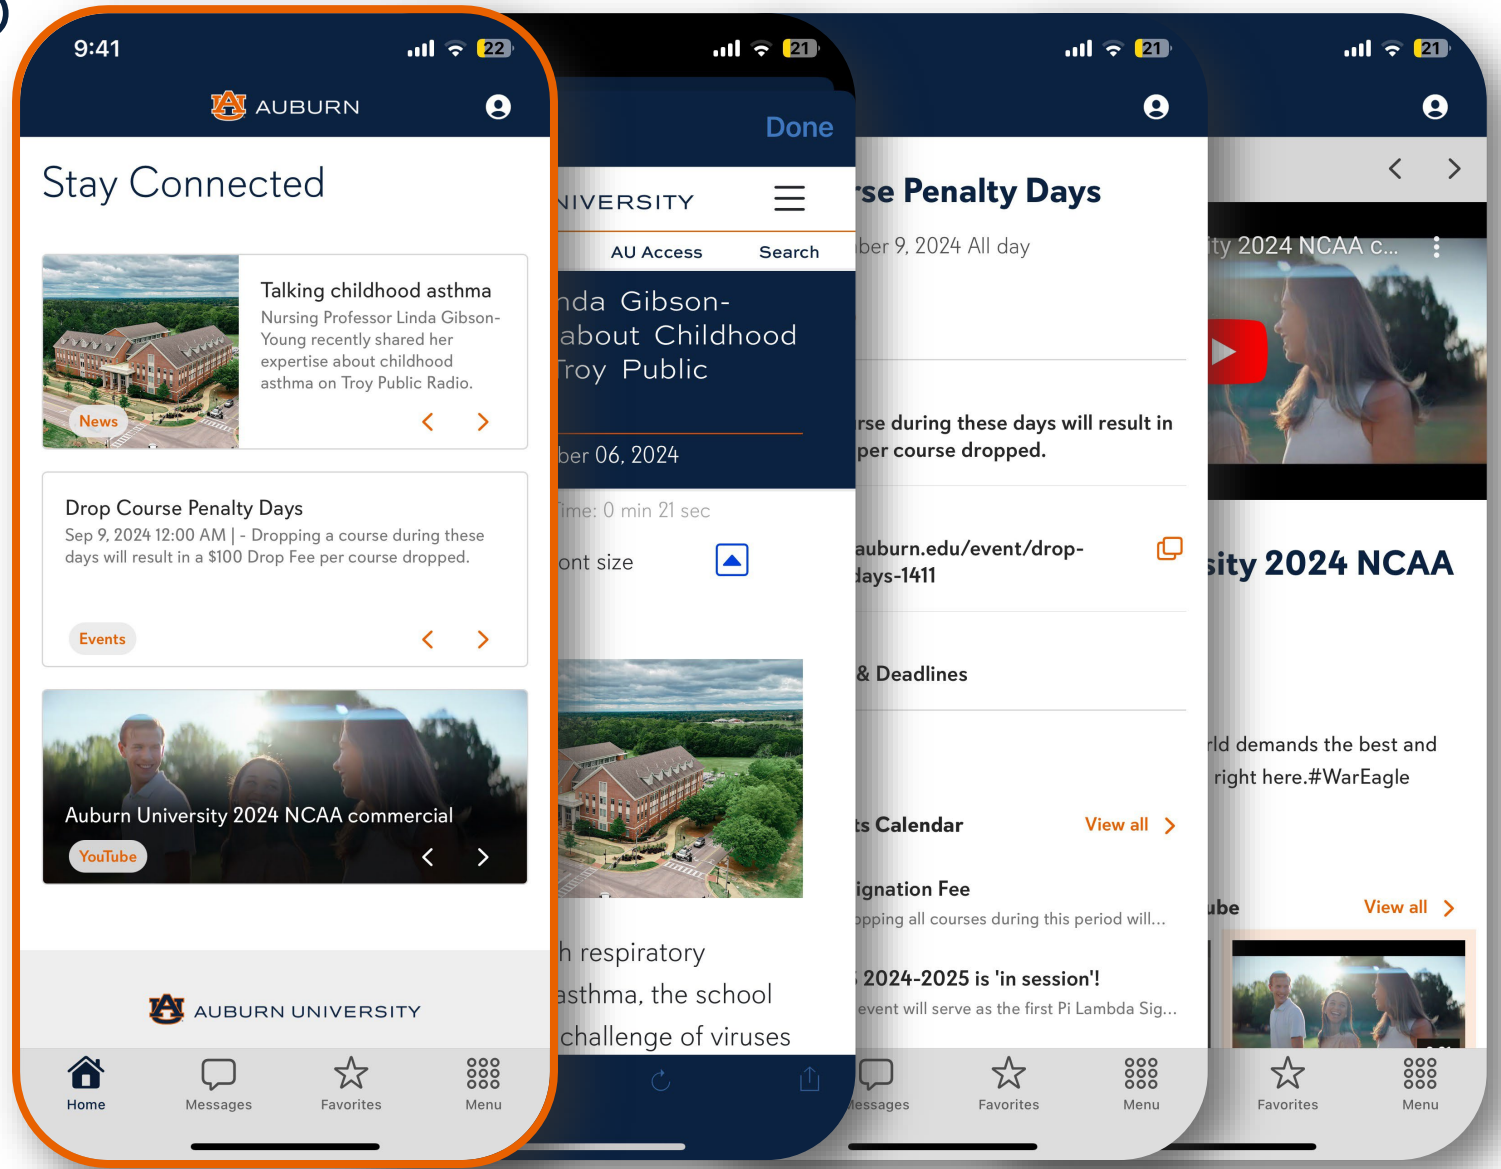 9:41
22
AUBURN
Stay Connected
Talking childhood asthma
Nursing Professor Linda Gibson-
Young recently shared her
expertise about childhood
asthma on Troy Public Radio.
News
Drop Course Penalty Days
Sep 9, 2024 12:00 AM | - Dropping a course during these
days will result in a $100 Drop Fee per course dropped.
Events
Auburn University 2024 NCAA commercial
YouTube
AUBURN UNIVERSITY
Home
Messages
Favorites
Menu
21
Done
NIVERSITY
AU Access
Search
nda Gibson-
about Childhood
Troy Public
ber 06, 2024
Time: 0 min 21 sec
ont size
h respiratory
asthma, the school
challenge of viruses
21
rse Penalty Days
ber 9, 2024 All day
rse during these days will result in
per course dropped.
auburn.edu/event/drop-
days-1411
& Deadlines
ts Calendar
View all
ignation Fee
opping all courses during this period will...
2024-2025 is 'in session'!
event will serve as the first Pi Lambda Sig...
essages
Favorites
Menu
21
ity 2024 NCAA c...
sity 2024 NCAA
rld demands the best and
right here.#WarEagle
ube
View all
Favorites
Menu